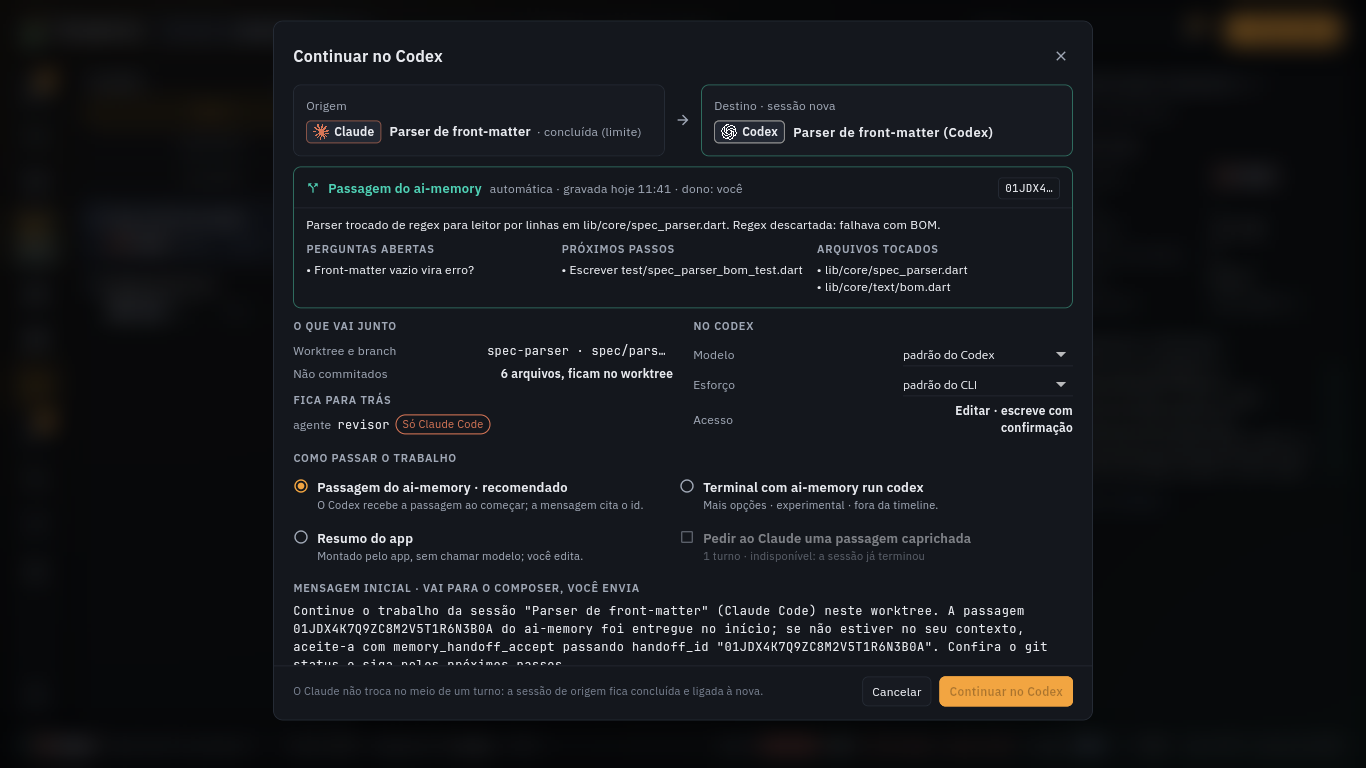 Continuar no Codex
Origem
Claude Parser de front-matter · concluída (limite)
Destino · sessão nova
Codex Parser de front-matter (Codex)
Passagem do ai-memory automática · gravada hoje 11:41 · dono: você 01JDX4…
Parser trocado de regex para leitor por linhas em lib/core/spec_parser.dart. Regex descartada: falhava com BOM.
PERGUNTAS ABERTAS
• Front-matter vazio vira erro?
PRÓXIMOS PASSOS
• Escrever test/spec_parser_bom_test.dart
ARQUIVOS TOCADOS
• lib/core/spec_parser.dart
• lib/core/text/bom.dart
O QUE VAI JUNTO
Worktree e branch spec-parser · spec/pars…
Não commitados 6 arquivos, ficam no worktree
FICA PARA TRÁS
agente revisor Só Claude Code
NO CODEX
Modelo padrão do Codex
Esforço padrão do CLI
Acesso Editar · escreve com
confirmação
COMO PASSAR O TRABALHO
Passagem do ai-memory · recomendado
O Codex recebe a passagem ao começar; a mensagem cita o id.
Terminal com ai-memory run codex
Mais opções · experimental · fora da timeline.
Resumo do app
Montado pelo app, sem chamar modelo; você edita.
Pedir ao Claude uma passagem caprichada
1 turno · indisponível: a sessão já terminou
MENSAGEM INICIAL · VAI PARA O COMPOSER, VOCÊ ENVIA
Continue o trabalho da sessão "Parser de front-matter" (Claude Code) neste worktree. A passagem
01JDX4K7Q9ZC8M2V5T1R6N3B0A do ai-memory foi entregue no início; se não estiver no seu contexto,
aceite-a com memory_handoff_accept passando handoff_id "01JDX4K7Q9ZC8M2V5T1R6N3B0A". Confira o git
status e siga pelos próximos passos.
O Claude não troca no meio de um turno: a sessão de origem fica concluída e ligada à nova.
Cancelar
Continuar no Codex